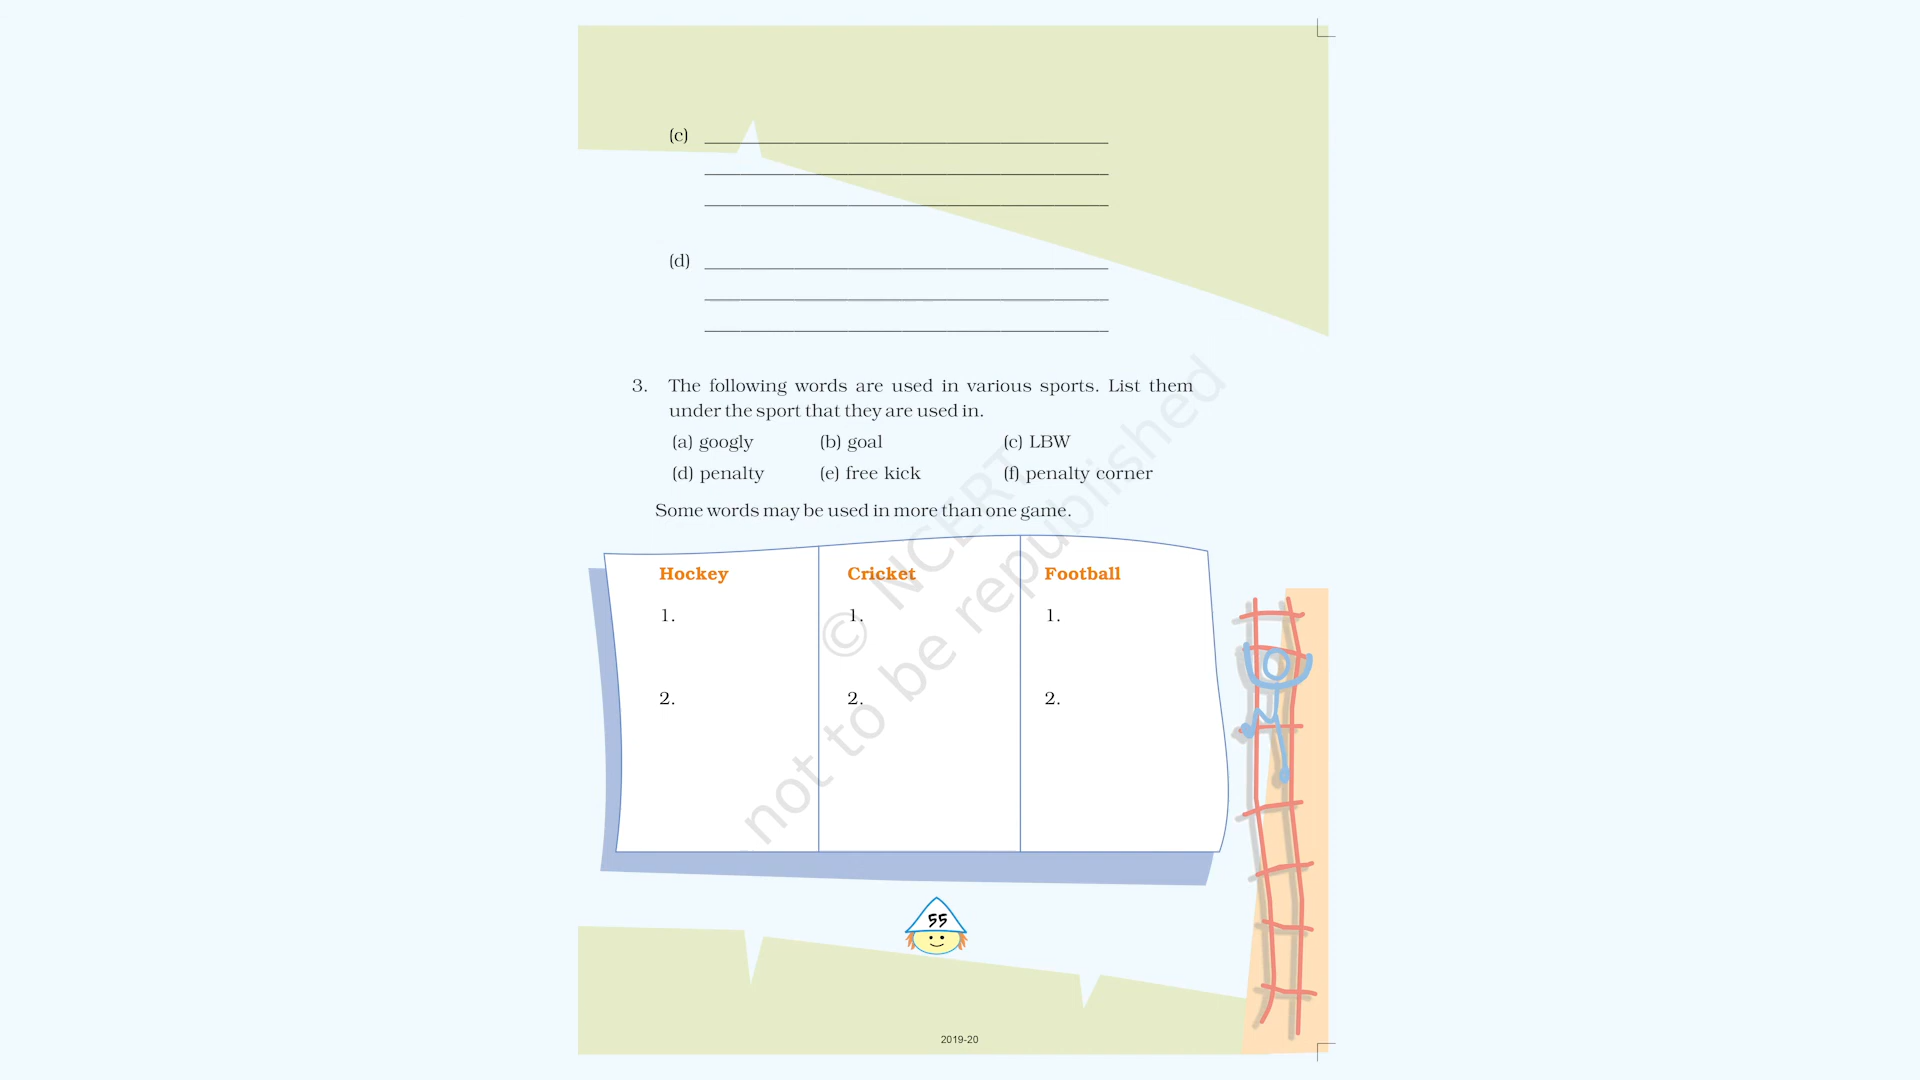 (c)
(d)
3. The following words are used in various sports. List them
under the sport that they are used in.
(a) googly (b) goal (c) LBW
(d) penalty (e) free kick (f) penalty corner
Some words may be used in more than one game.
Hockey Cricket Football
1. 1. 1.
2. 2. 2.
© NCERT
not to be republished
55
2019-20